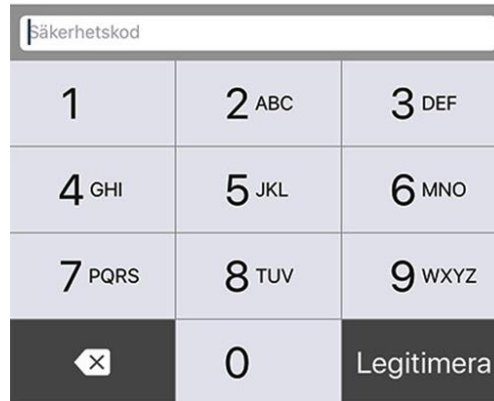 Säkerhetskod
1 2 ABC 3 DEF
4 GHI 5 JKL 6 MNO
7 PQRS 8 TUV 9 WXYZ
0 Legitimera